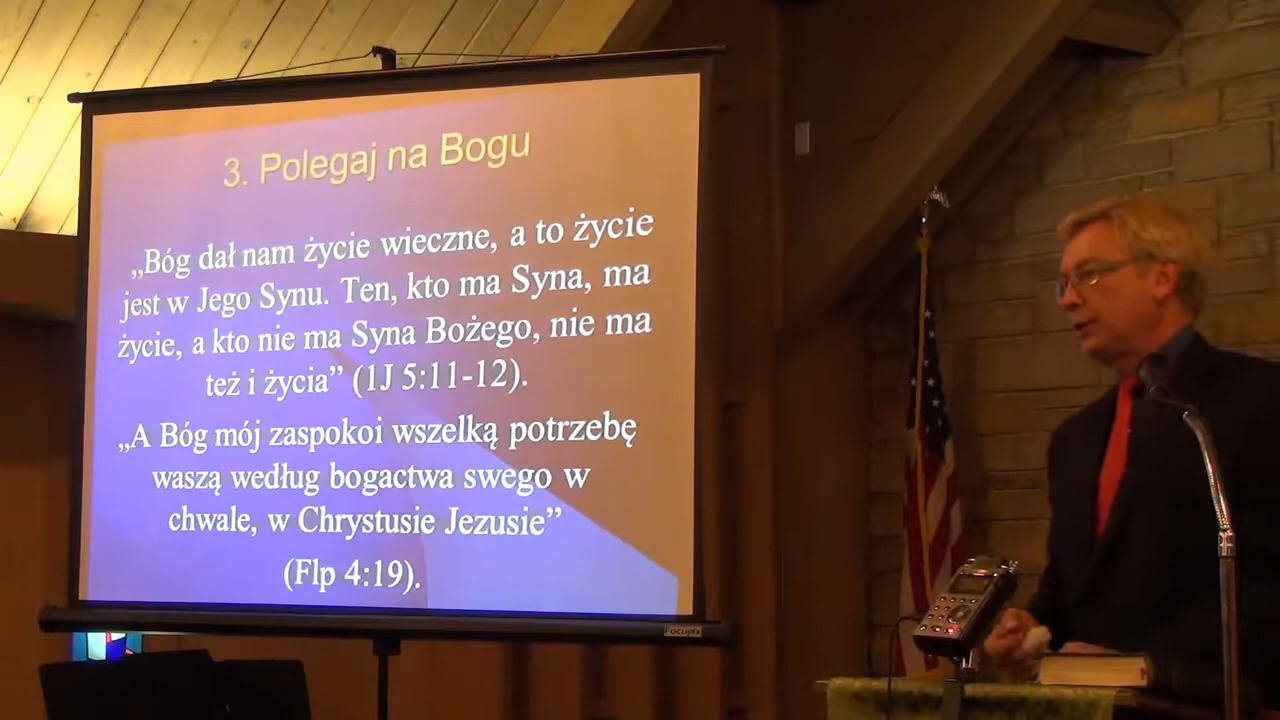 3. Polegaj na Bogu
„Bóg dał nam życie wieczne, a to życie
jest w Jego Synu. Ten, kto ma Syna, ma
życie, a kto nie ma Syna Bożego, nie ma
też i życia” (1J 5:11-12).
„A Bóg mój zaspokoi wszelką potrzebę
waszą według bogactwa swego w
chwale, w Chrystusie Jezusie”
(Flp 4:19).